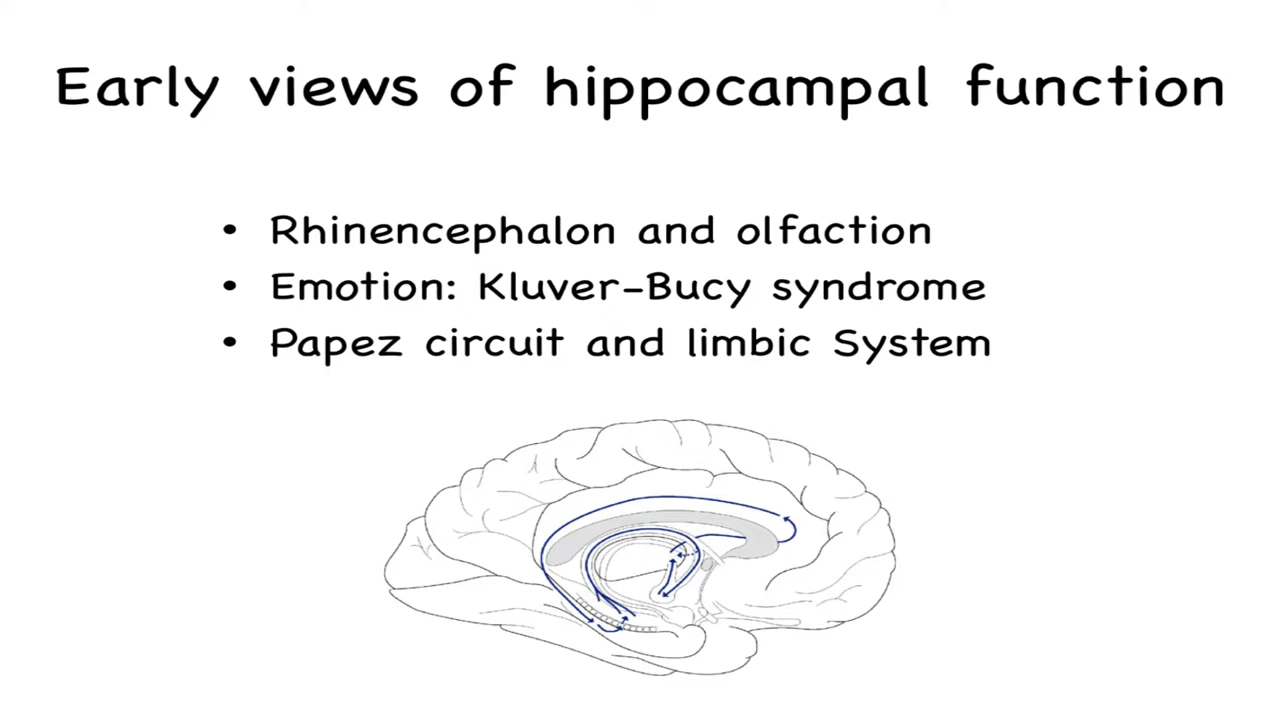 Early views of hippocampal function
• Rhinencephalon and olfaction
• Emotion: Kluver-Bucy syndrome
• Papez circuit and limbic System